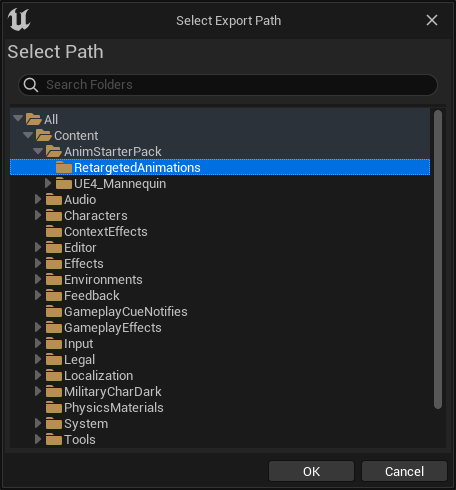 Select Export Path
Select Path
Search Folders
All
Content
AnimStarterPack
RetargetedAnimations
UE4_Mannequin
Audio
Characters
ContextEffects
Editor
Effects
Environments
Feedback
GameplayCueNotifies
GameplayEffects
Input
Legal
Localization
MilitaryCharDark
PhysicsMaterials
System
Tools
OK Cancel